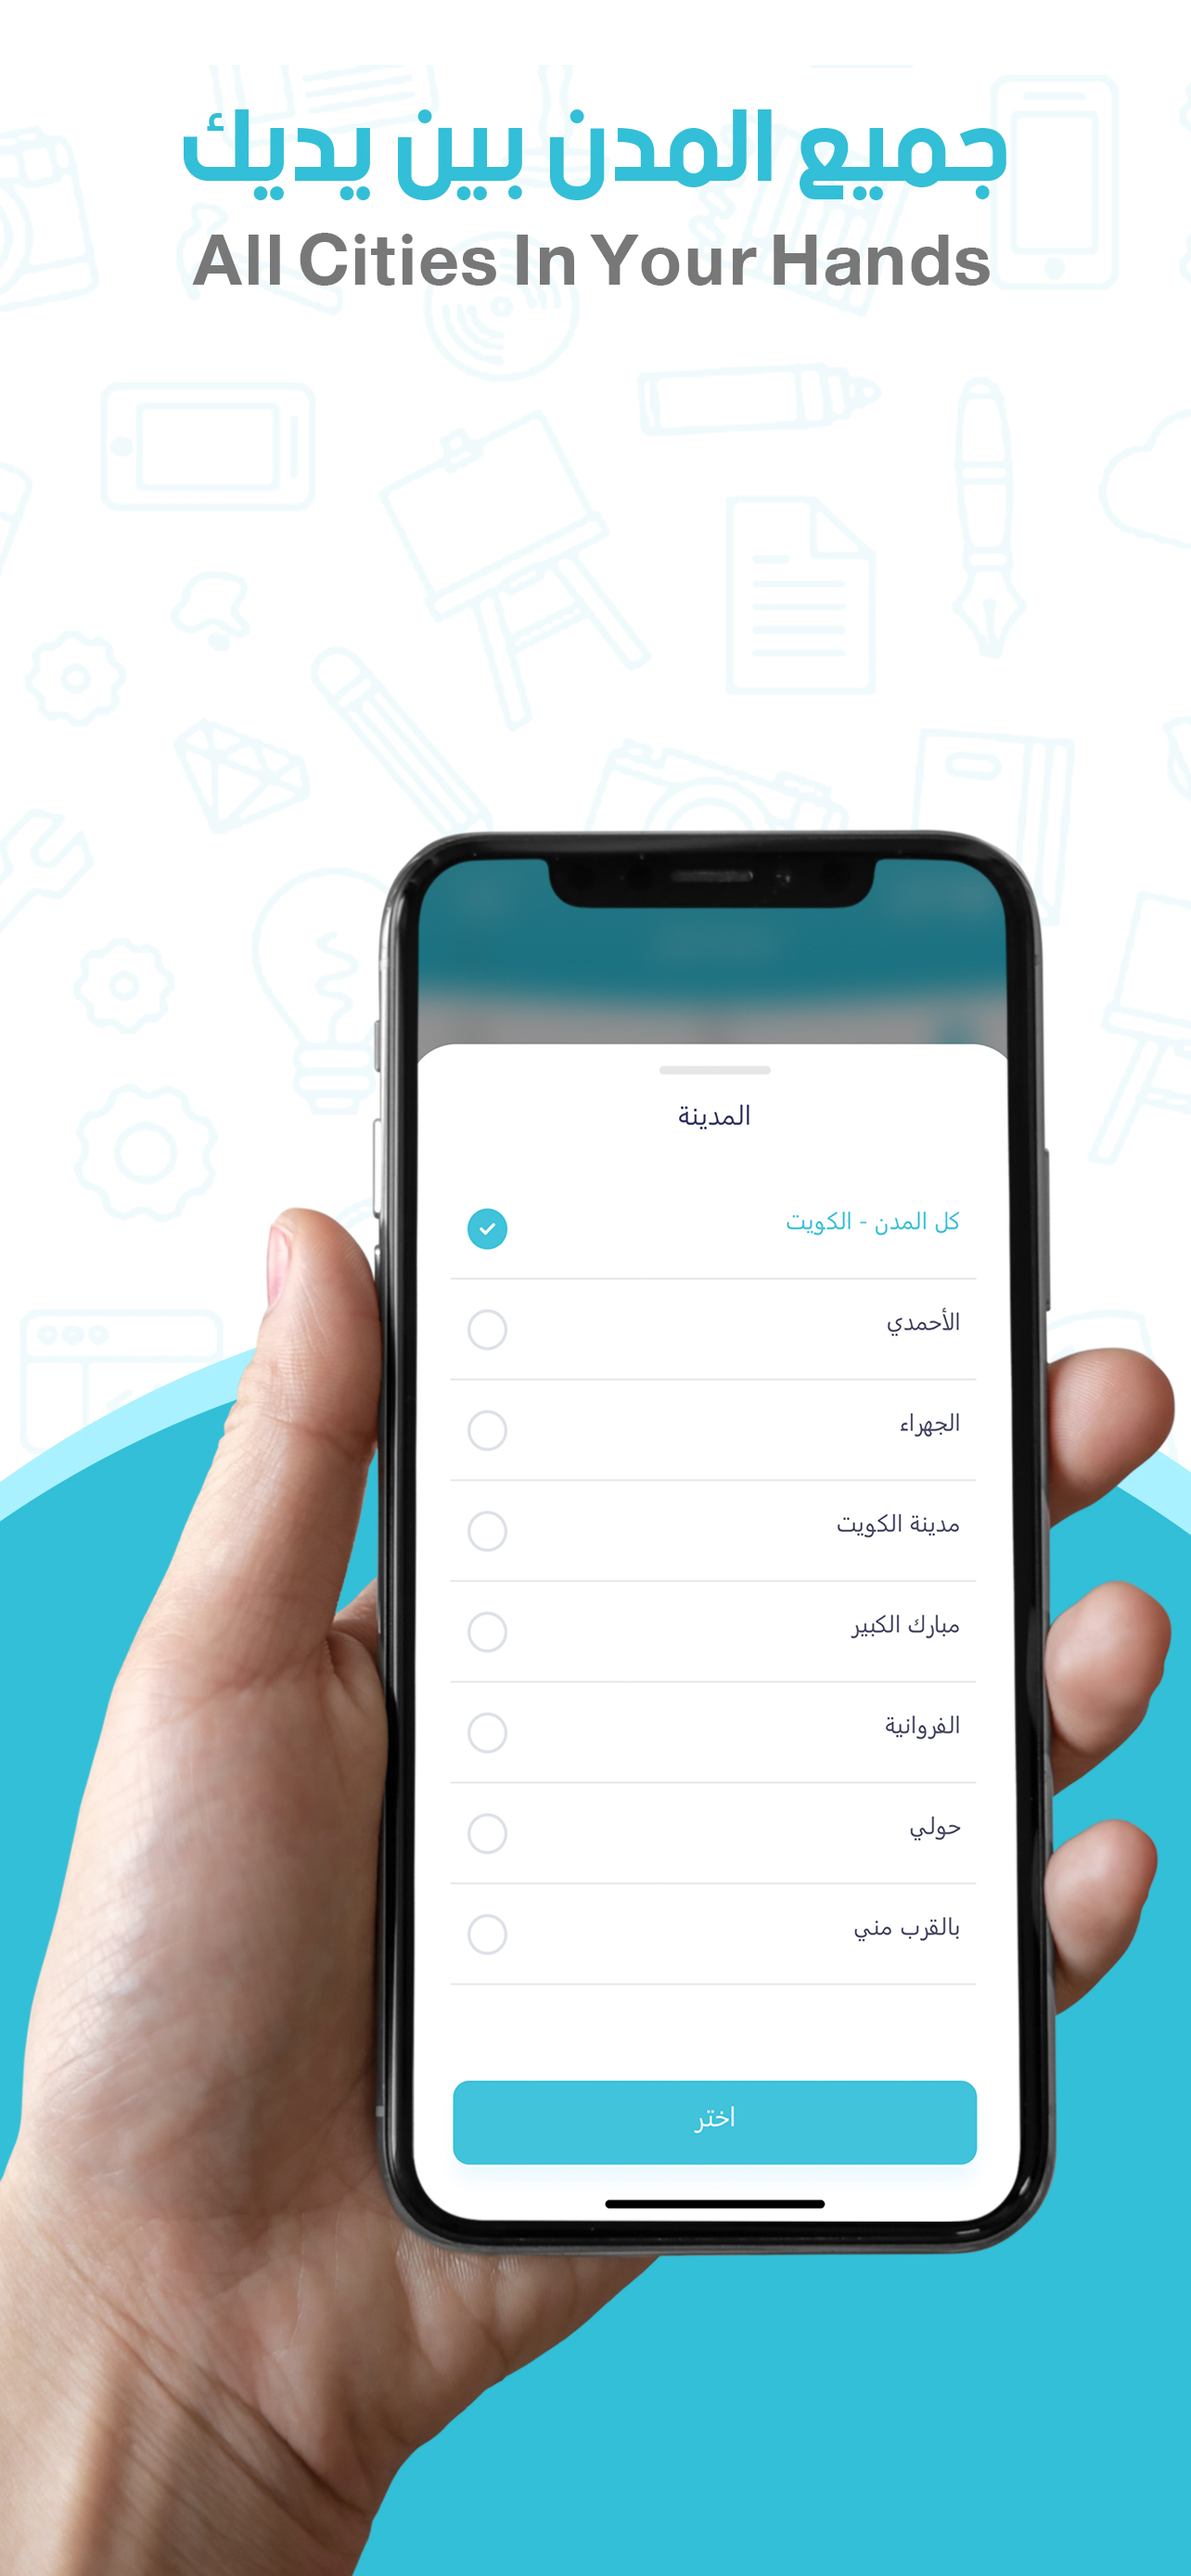 جميع المدن بين يديك
All Cities In Your Hands
المدينة
كل المدن - الكويت
الأحمدي
الجهراء
مدينة الكويت
مبارك الكبير
الفروانية
حولي
بالقرب مني
اختر